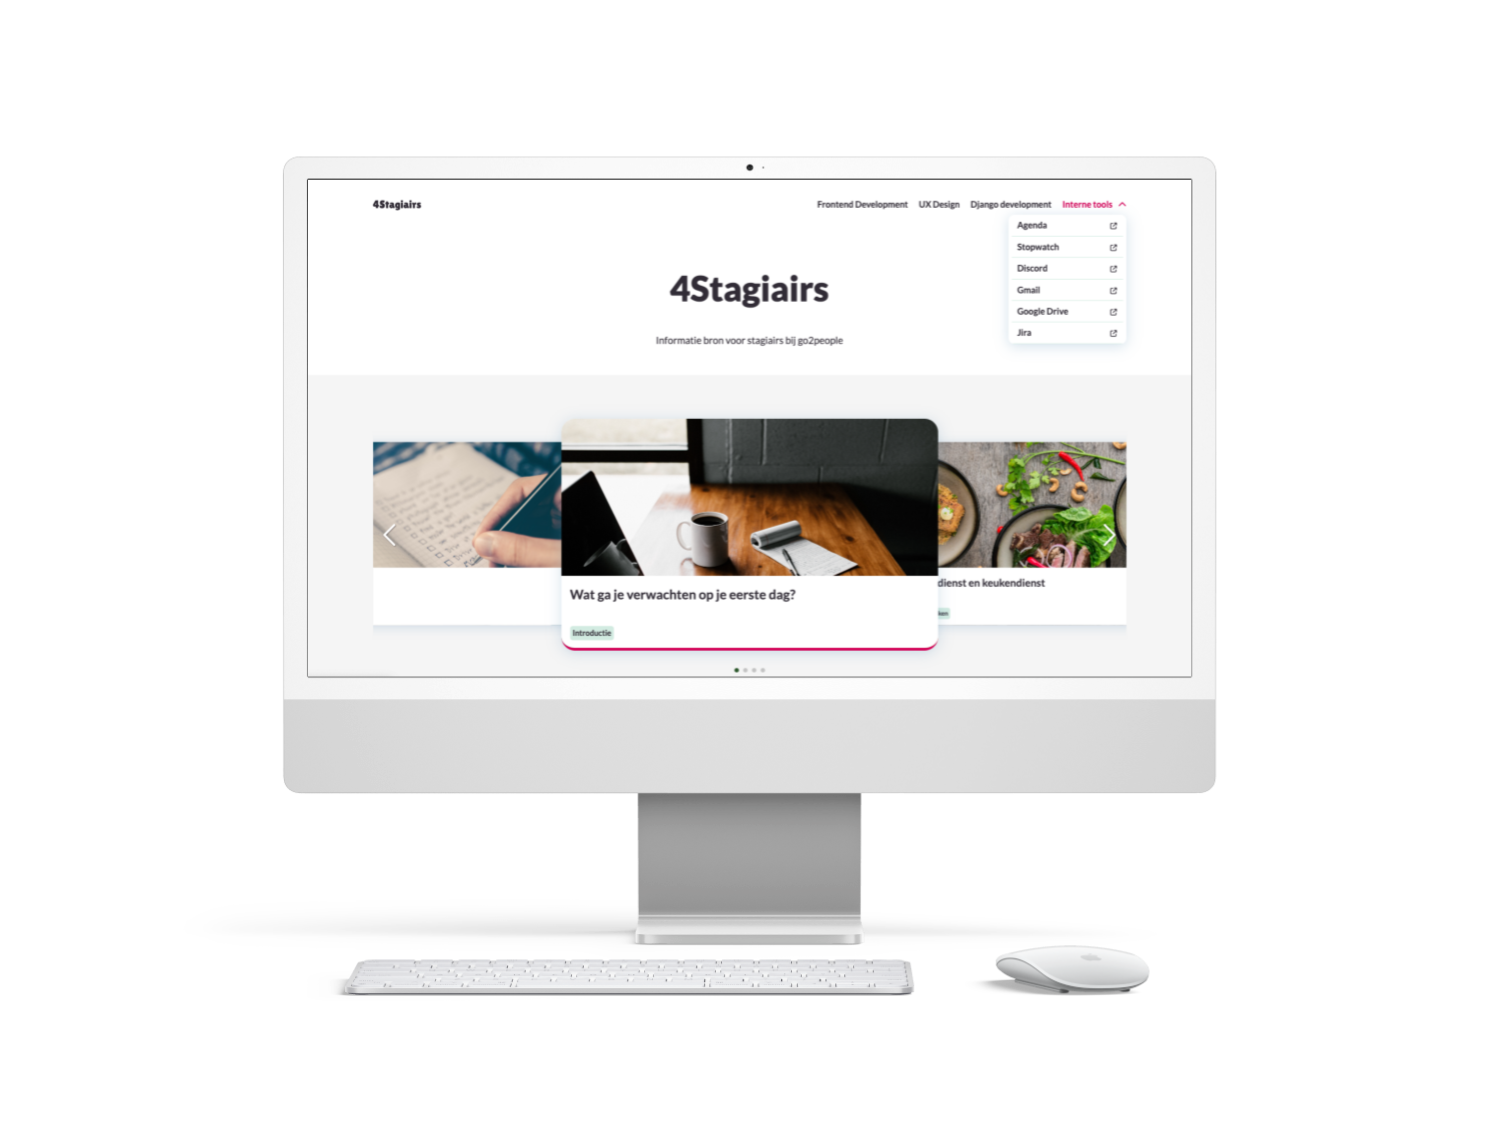 4Stagiairs
Frontend Development UX Design Django development Interne tools
Agenda
Stopwatch
Discord
Gmail
Google Drive
Jira
4Stagiairs
Informatie bron voor stagiairs bij go2people
Wat ga je verwachten op je eerste dag?
Introductie
dienst en keukendienst